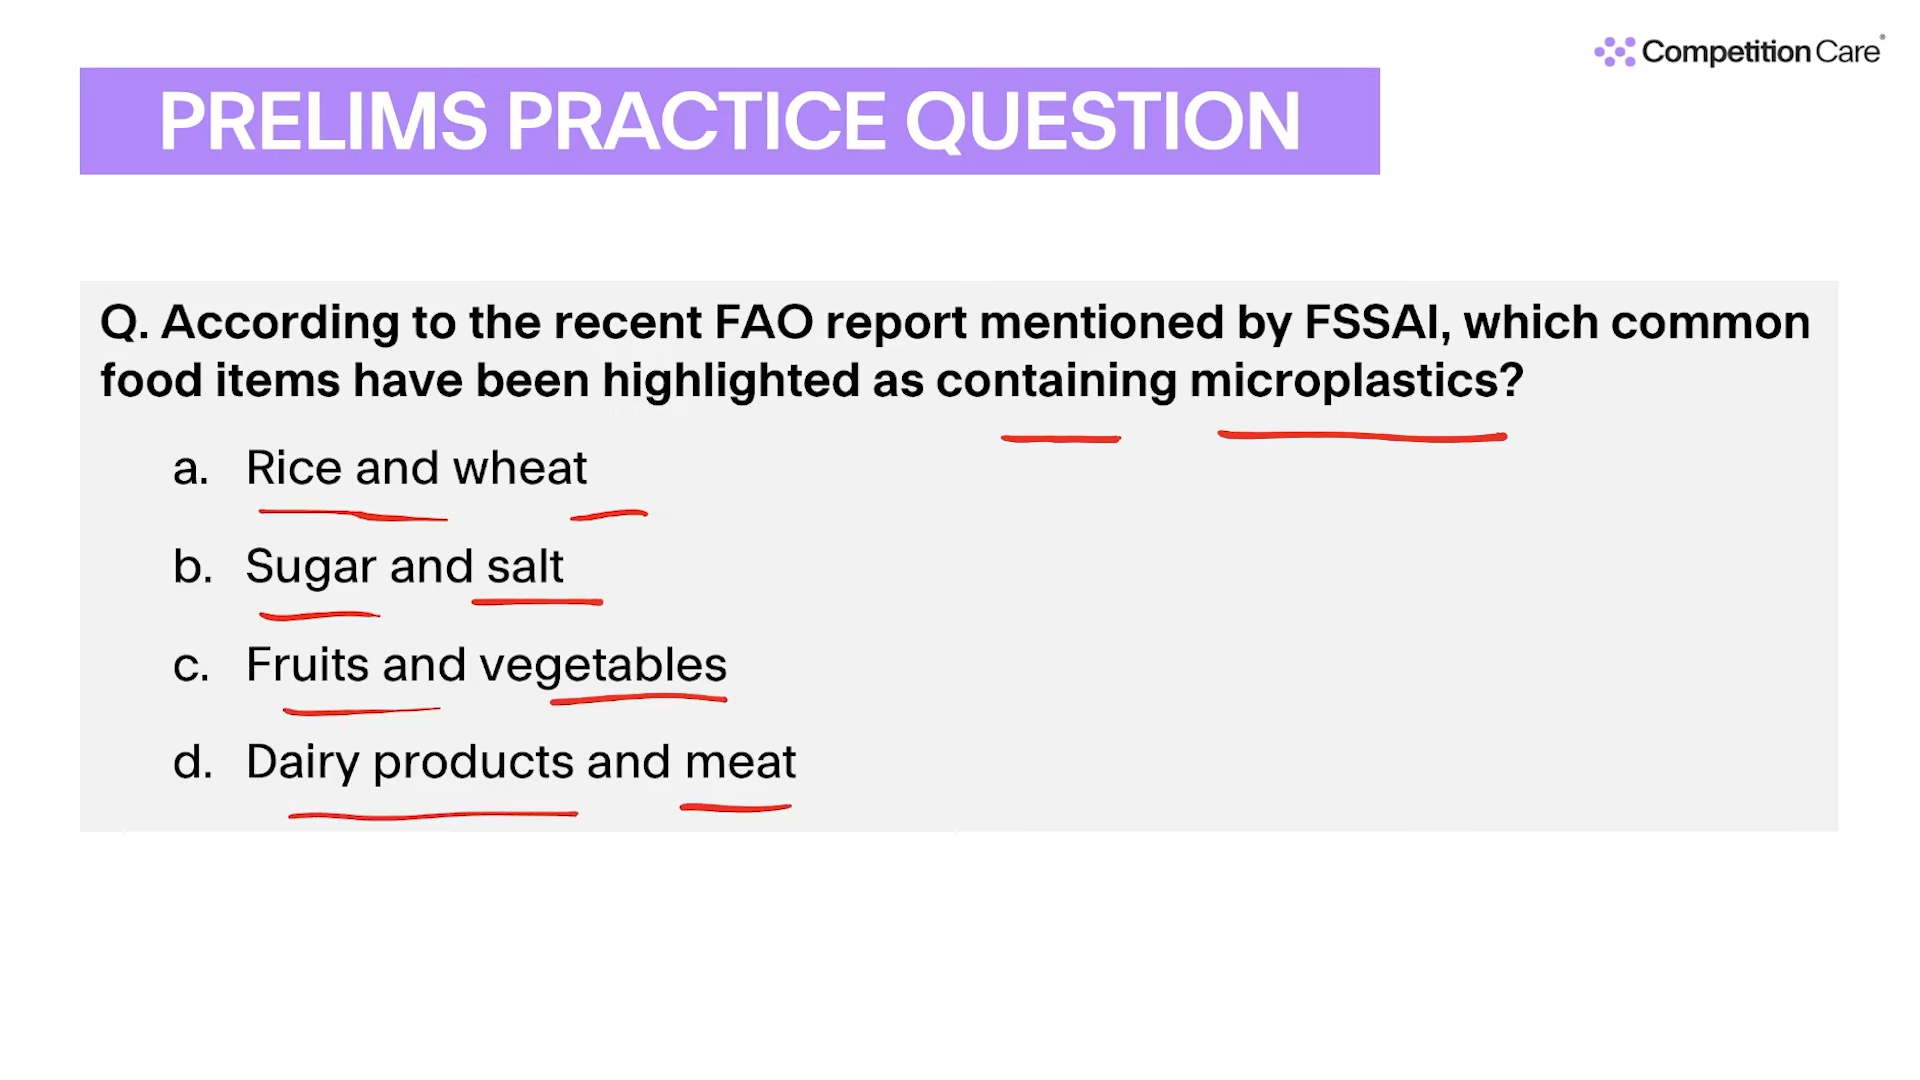 Competition Care
PRELIMS PRACTICE QUESTION
Q. According to the recent FAO report mentioned by FSSAI, which common
food items have been highlighted as containing microplastics?
a. Rice and wheat
b. Sugar and salt
c. Fruits and vegetables
d. Dairy products and meat